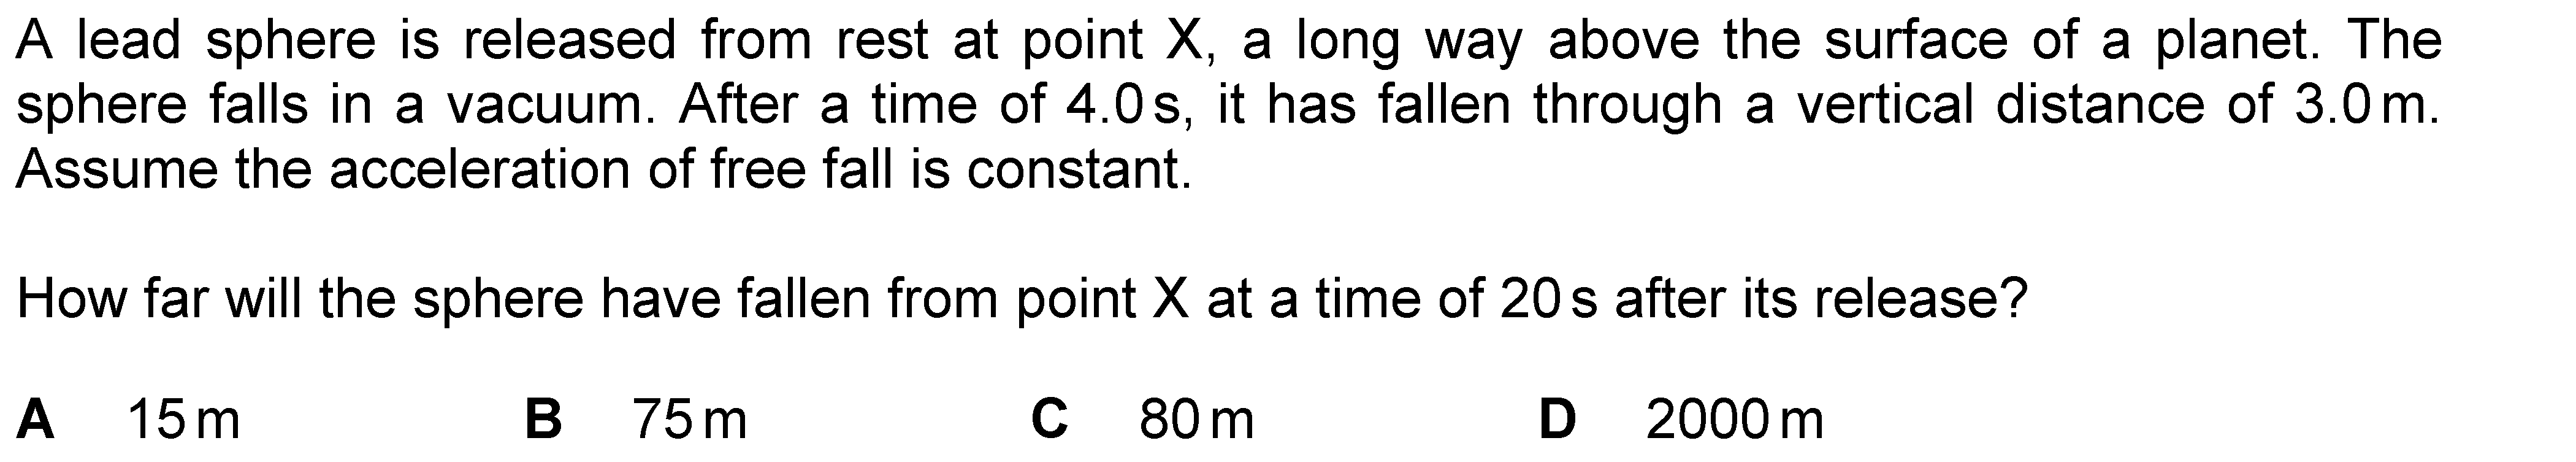 A lead sphere is released from rest at point X, a long way above the surface of a planet. The
sphere falls in a vacuum. After a time of 4.0 s, it has fallen through a vertical distance of 3.0 m.
Assume the acceleration of free fall is constant.
How far will the sphere have fallen from point X at a time of 20 s after its release?
A 15 m B 75 m C 80 m D 2000 m